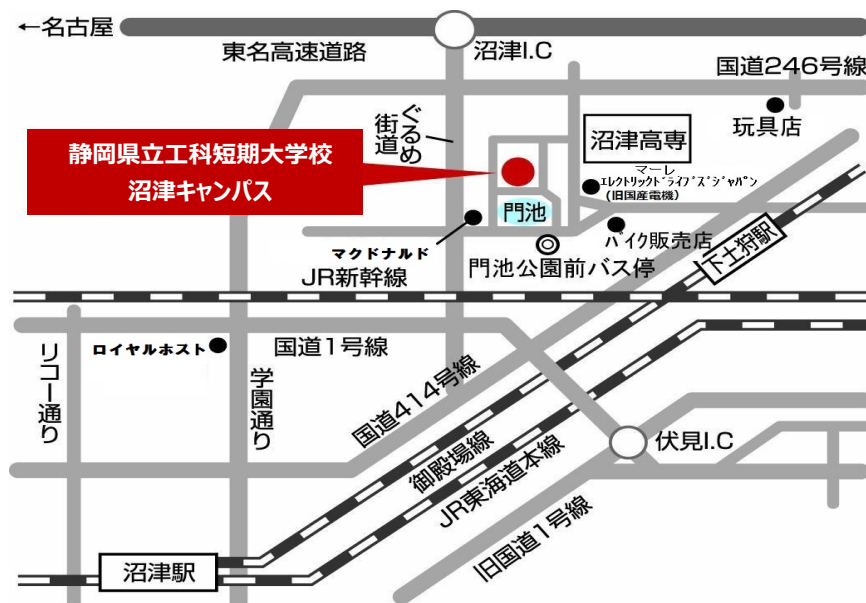 ←名古屋
東名高速道路
沼津I.C
国道246号線
ぐるめ
街道
沼津高専
玩具店
静岡県立工科短期大学校
沼津キャンパス
マーレ
エレクトリックドライブズジャパン
(旧国産電機)
門池
マクドナルド
バイク販売店
門池公園前バス停
下土狩駅
JR新幹線
ロイヤルホスト
国道1号線
リコー通り
学園通り
国道414号線
御殿場線
JR東海道本線
伏見I.C
旧国道1号線
沼津駅